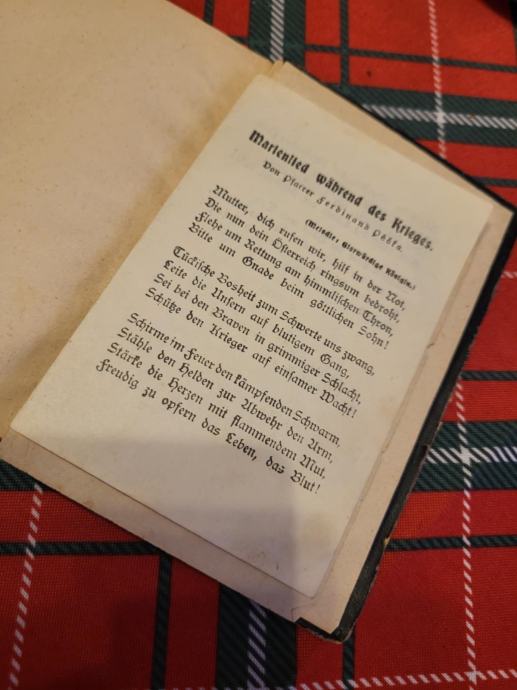 Marienlied während des Krieges.
Von Pfarrer Ferdinand Pöbla.
(Melodie: Glorwürdige Königin.)
Mutter, dich rufen wir, hilf in der Not,
Die nun dein Österreich ringsum bedroht,
Flehe um Rettung am himmlischen Thron,
Bitte um Gnade beim göttlichen Sohn!
Tückische Bosheit zum Schwerte uns zwang,
Leite die Unsern auf blutigem Gang,
Sei bei den Braven in grimmiger Schlacht,
Schütze den Krieger auf einsamer Wacht!
Schirme im Feuer den kämpfenden Schwarm,
Stähle den Helden zur Abwehr den Arm,
Stärke die Herzen mit flammendem Mut,
Freudig zu opfern das Leben, das Blut!